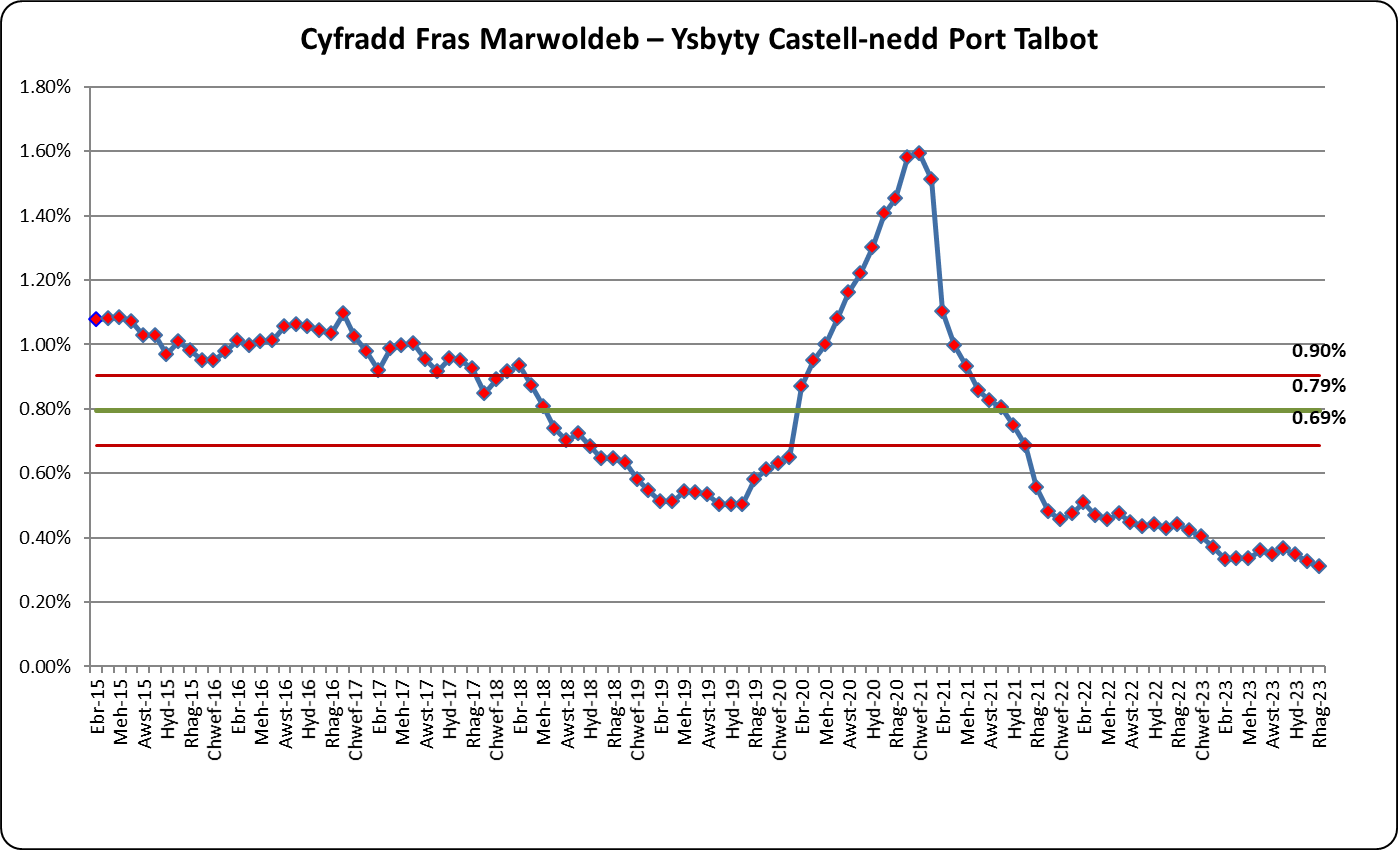 Cyfradd Fras Marwoldeb – Ysbyty Castell-nedd Port Talbot
1.80%
1.60%
1.40%
1.20%
1.00%
0.80%
0.60%
0.40%
0.20%
0.00%
0.90%
0.79%
0.69%
Ebr-15
Meh-15
Awst-15
Hyd-15
Rhag-15
Chwef-16
Ebr-16
Meh-16
Awst-16
Hyd-16
Rhag-16
Chwef-17
Ebr-17
Meh-17
Awst-17
Hyd-17
Rhag-17
Chwef-18
Ebr-18
Meh-18
Awst-18
Hyd-18
Rhag-18
Chwef-19
Ebr-19
Meh-19
Awst-19
Hyd-19
Rhag-19
Chwef-20
Ebr-20
Meh-20
Awst-20
Hyd-20
Rhag-20
Chwef-21
Ebr-21
Meh-21
Awst-21
Hyd-21
Rhag-21
Chwef-22
Ebr-22
Meh-22
Awst-22
Hyd-22
Rhag-22
Chwef-23
Ebr-23
Meh-23
Awst-23
Hyd-23
Rhag-23